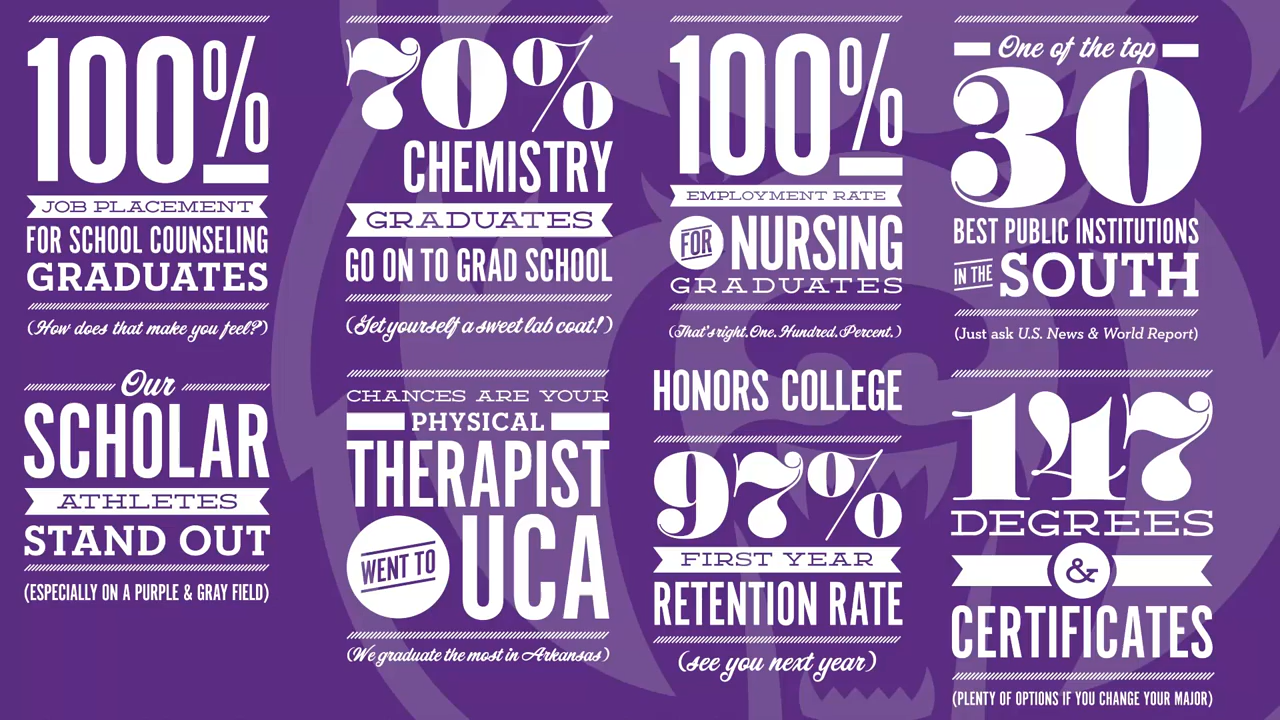 100%
JOB PLACEMENT
FOR SCHOOL COUNSELING
GRADUATES
(How does that make you feel?)
Our
SCHOLAR
ATHLETES
STAND OUT
(ESPECIALLY ON A PURPLE & GRAY FIELD)
70%
CHEMISTRY
GRADUATES
GO ON TO GRAD SCHOOL
(Get yourself a sweet lab coat!)
CHANCES ARE YOUR
PHYSICAL
THERAPIST
WENT TO UCA
(We graduate the most in Arkansas)
100%
EMPLOYMENT RATE
FOR NURSING
GRADUATES
(That's right. One. Hundred. Percent.)
HONORS COLLEGE
97%
FIRST YEAR
RETENTION RATE
(see you next year)
One of the top
30
BEST PUBLIC INSTITUTIONS
IN THE SOUTH
(Just ask U.S. News & World Report)
147
DEGREES
&
CERTIFICATES
(PLENTY OF OPTIONS IF YOU CHANGE YOUR MAJOR)